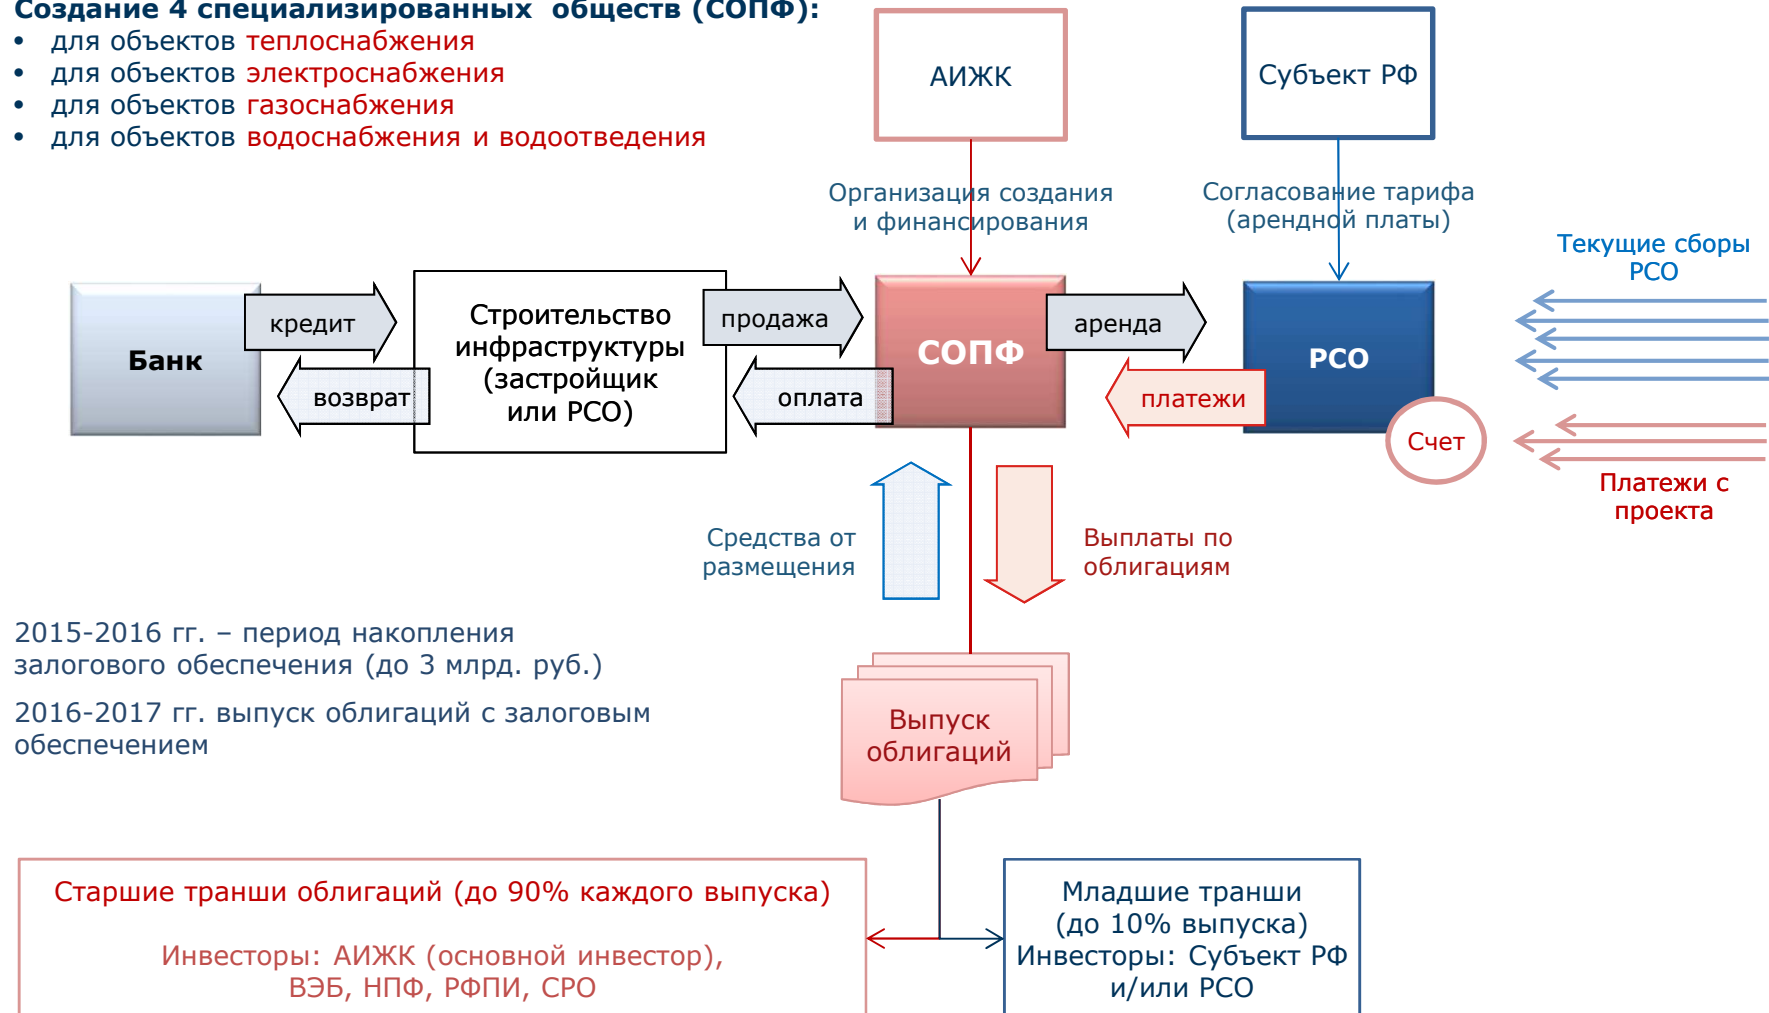 Создание 4 специализированных обществ (СОПФ):
• для объектов теплоснабжения
• для объектов электроснабжения
• для объектов газоснабжения
• для объектов водоснабжения и водоотведения
АИЖК
Субъект РФ
Организация создания
и финансирования
Согласование тарифа
(арендной платы)
Текущие сборы
РСО
Банк
кредит
возврат
Строительство
инфраструктуры
(застройщик
или РСО)
продажа
оплата
СОПФ
аренда
платежи
РСО
Счет
Платежи с
проекта
Средства от
размещения
Выплаты по
облигациям
2015-2016 гг. – период накопления
залогового обеспечения (до 3 млрд. руб.)
2016-2017 гг. выпуск облигаций с залоговым
обеспечением
Выпуск
облигаций
Старшие транши облигаций (до 90% каждого выпуска)
Инвесторы: АИЖК (основной инвестор),
ВЭБ, НПФ, РФПИ, СРО
Младшие транши
(до 10% выпуска)
Инвесторы: Субъект РФ
и/или РСО